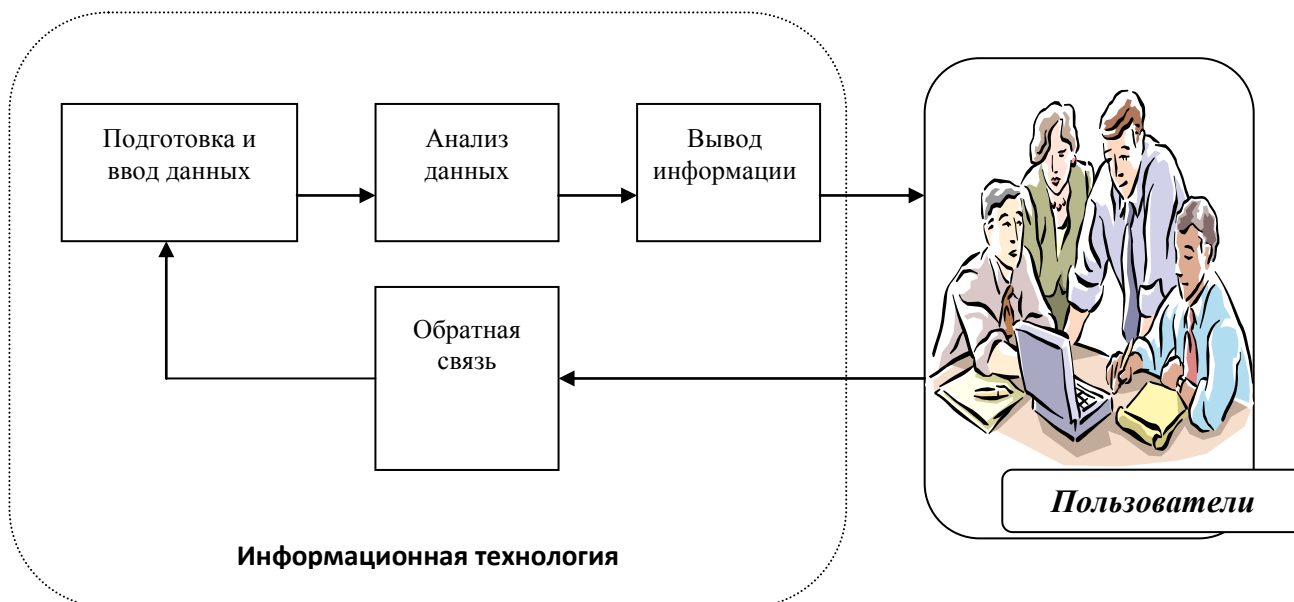 Подготовка и
ввод данных
Анализ
данных
Вывод
информации
Обратная
связь
Пользователи
Информационная технология